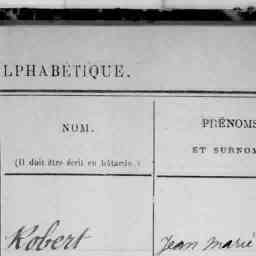 LPHABÉTIQUE.
NOM. PRÉNOMS
ET SURNOM
(Il doit être écrit en bâtarde.)
Robert Jean Marie